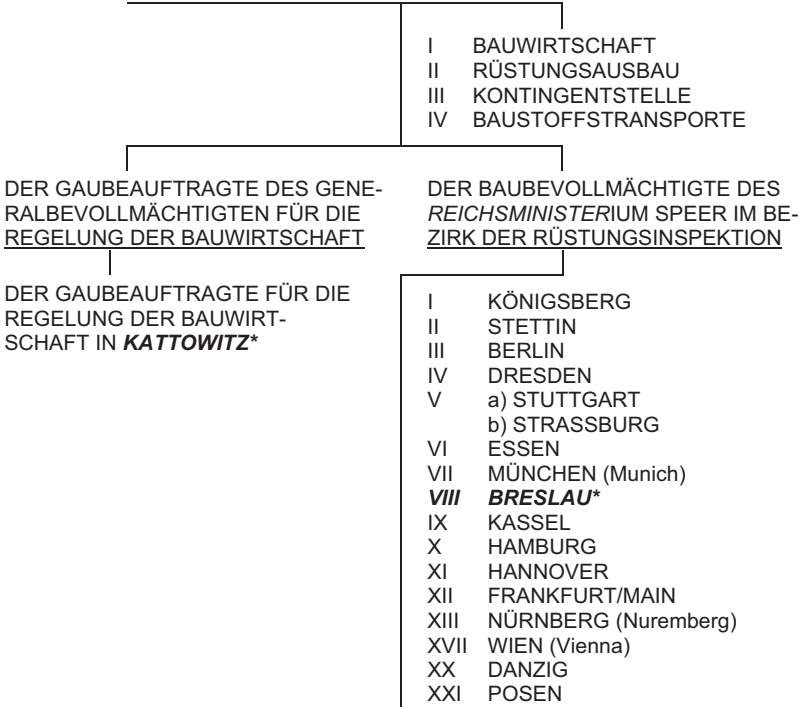 I BAUWIRTSCHAFT
II RÜSTUNGSAUSBAU
III KONTINGENTSTELLE
IV BAUSTOFFSTRANSPORTE
DER GAUBEAUFTRAGTE DES GENE-
RALBEVOLLMÄCHTIGTEN FÜR DIE
REGELUNG DER BAUWIRTSCHAFT
DER GAUBEAUFTRAGTE FÜR DIE
REGELUNG DER BAUWIRT-
SCHAFT IN KATTOWITZ*
DER BAUBEVOLLMÄCHTIGTE DES
REICHSMINISTERIUM SPEER IM BE-
ZIRK DER RÜSTUNGSINSPEKTION
I KÖNIGSBERG
II STETTIN
III BERLIN
IV DRESDEN
V a) STUTTGART
b) STRASSBURG
VI ESSEN
VII MÜNCHEN (Munich)
VIII BRESLAU*
IX KASSEL
X HAMBURG
XI HANNOVER
XII FRANKFURT/MAIN
XIII NÜRNBERG (Nuremberg)
XVII WIEN (Vienna)
XX DANZIG
XXI POSEN